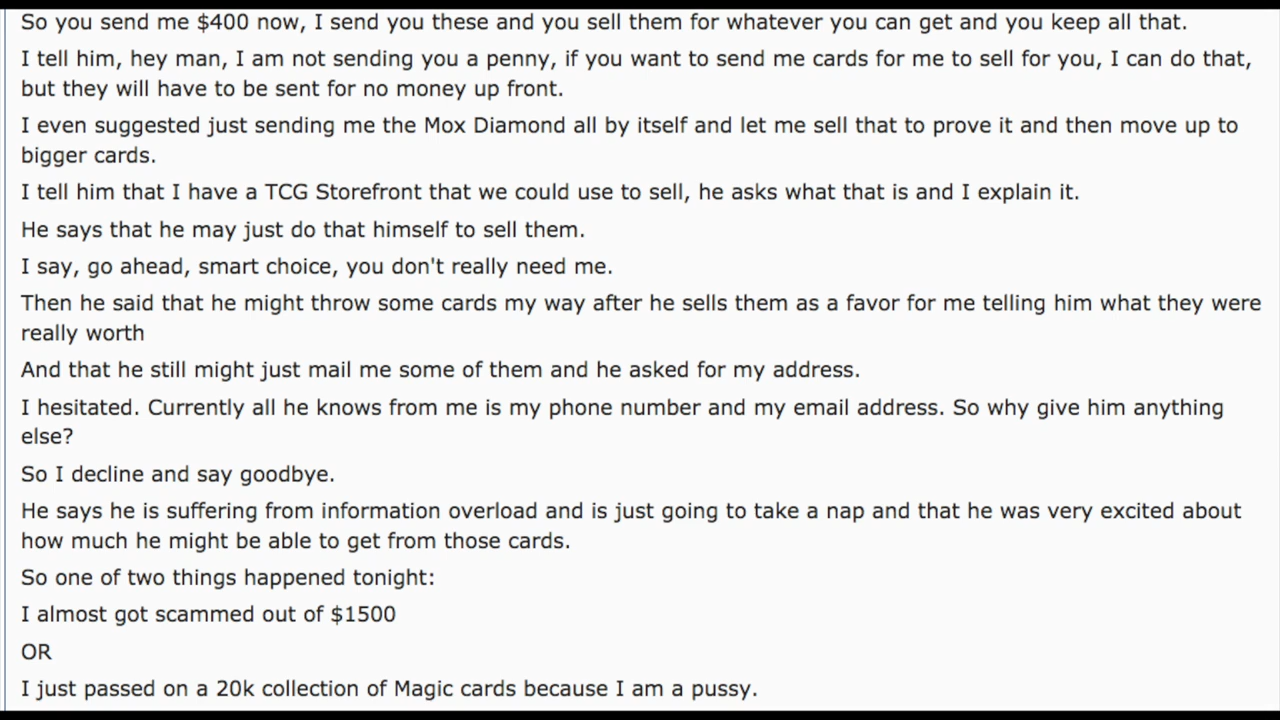 So you send me $400 now, I send you these and you sell them for whatever you can get and you keep all that.
I tell him, hey man, I am not sending you a penny, if you want to send me cards for me to sell for you, I can do that,
but they will have to be sent for no money up front.
I even suggested just sending me the Mox Diamond all by itself and let me sell that to prove it and then move up to
bigger cards.
I tell him that I have a TCG Storefront that we could use to sell, he asks what that is and I explain it.
He says that he may just do that himself to sell them.
I say, go ahead, smart choice, you don't really need me.
Then he said that he might throw some cards my way after he sells them as a favor for me telling him what they were
really worth
And that he still might just mail me some of them and he asked for my address.
I hesitated. Currently all he knows from me is my phone number and my email address. So why give him anything
else?
So I decline and say goodbye.
He says he is suffering from information overload and is just going to take a nap and that he was very excited about
how much he might be able to get from those cards.
So one of two things happened tonight:
I almost got scammed out of $1500
OR
I just passed on a 20k collection of Magic cards because I am a pussy.